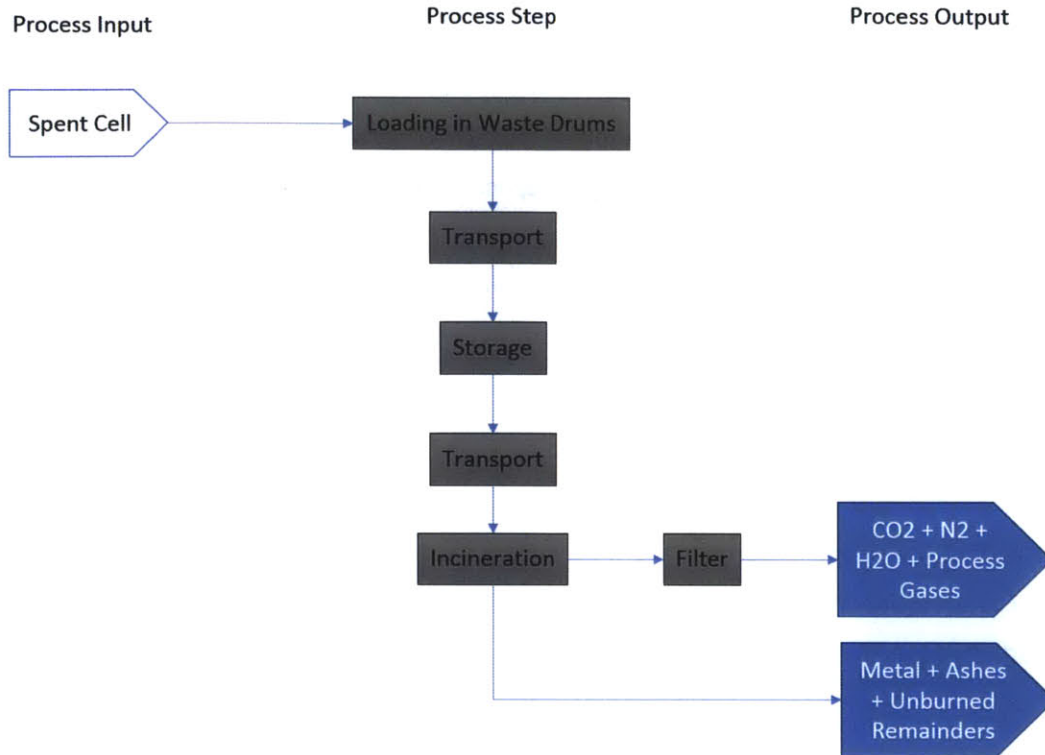 Process Input
Process Step
Process Output
Spent Cell
Loading in Waste Drums
Transport
Storage
Transport
Incineration
Filter
CO2 + N2 +
H2O + Process
Gases
Metal + Ashes
+ Unburned
Remainders